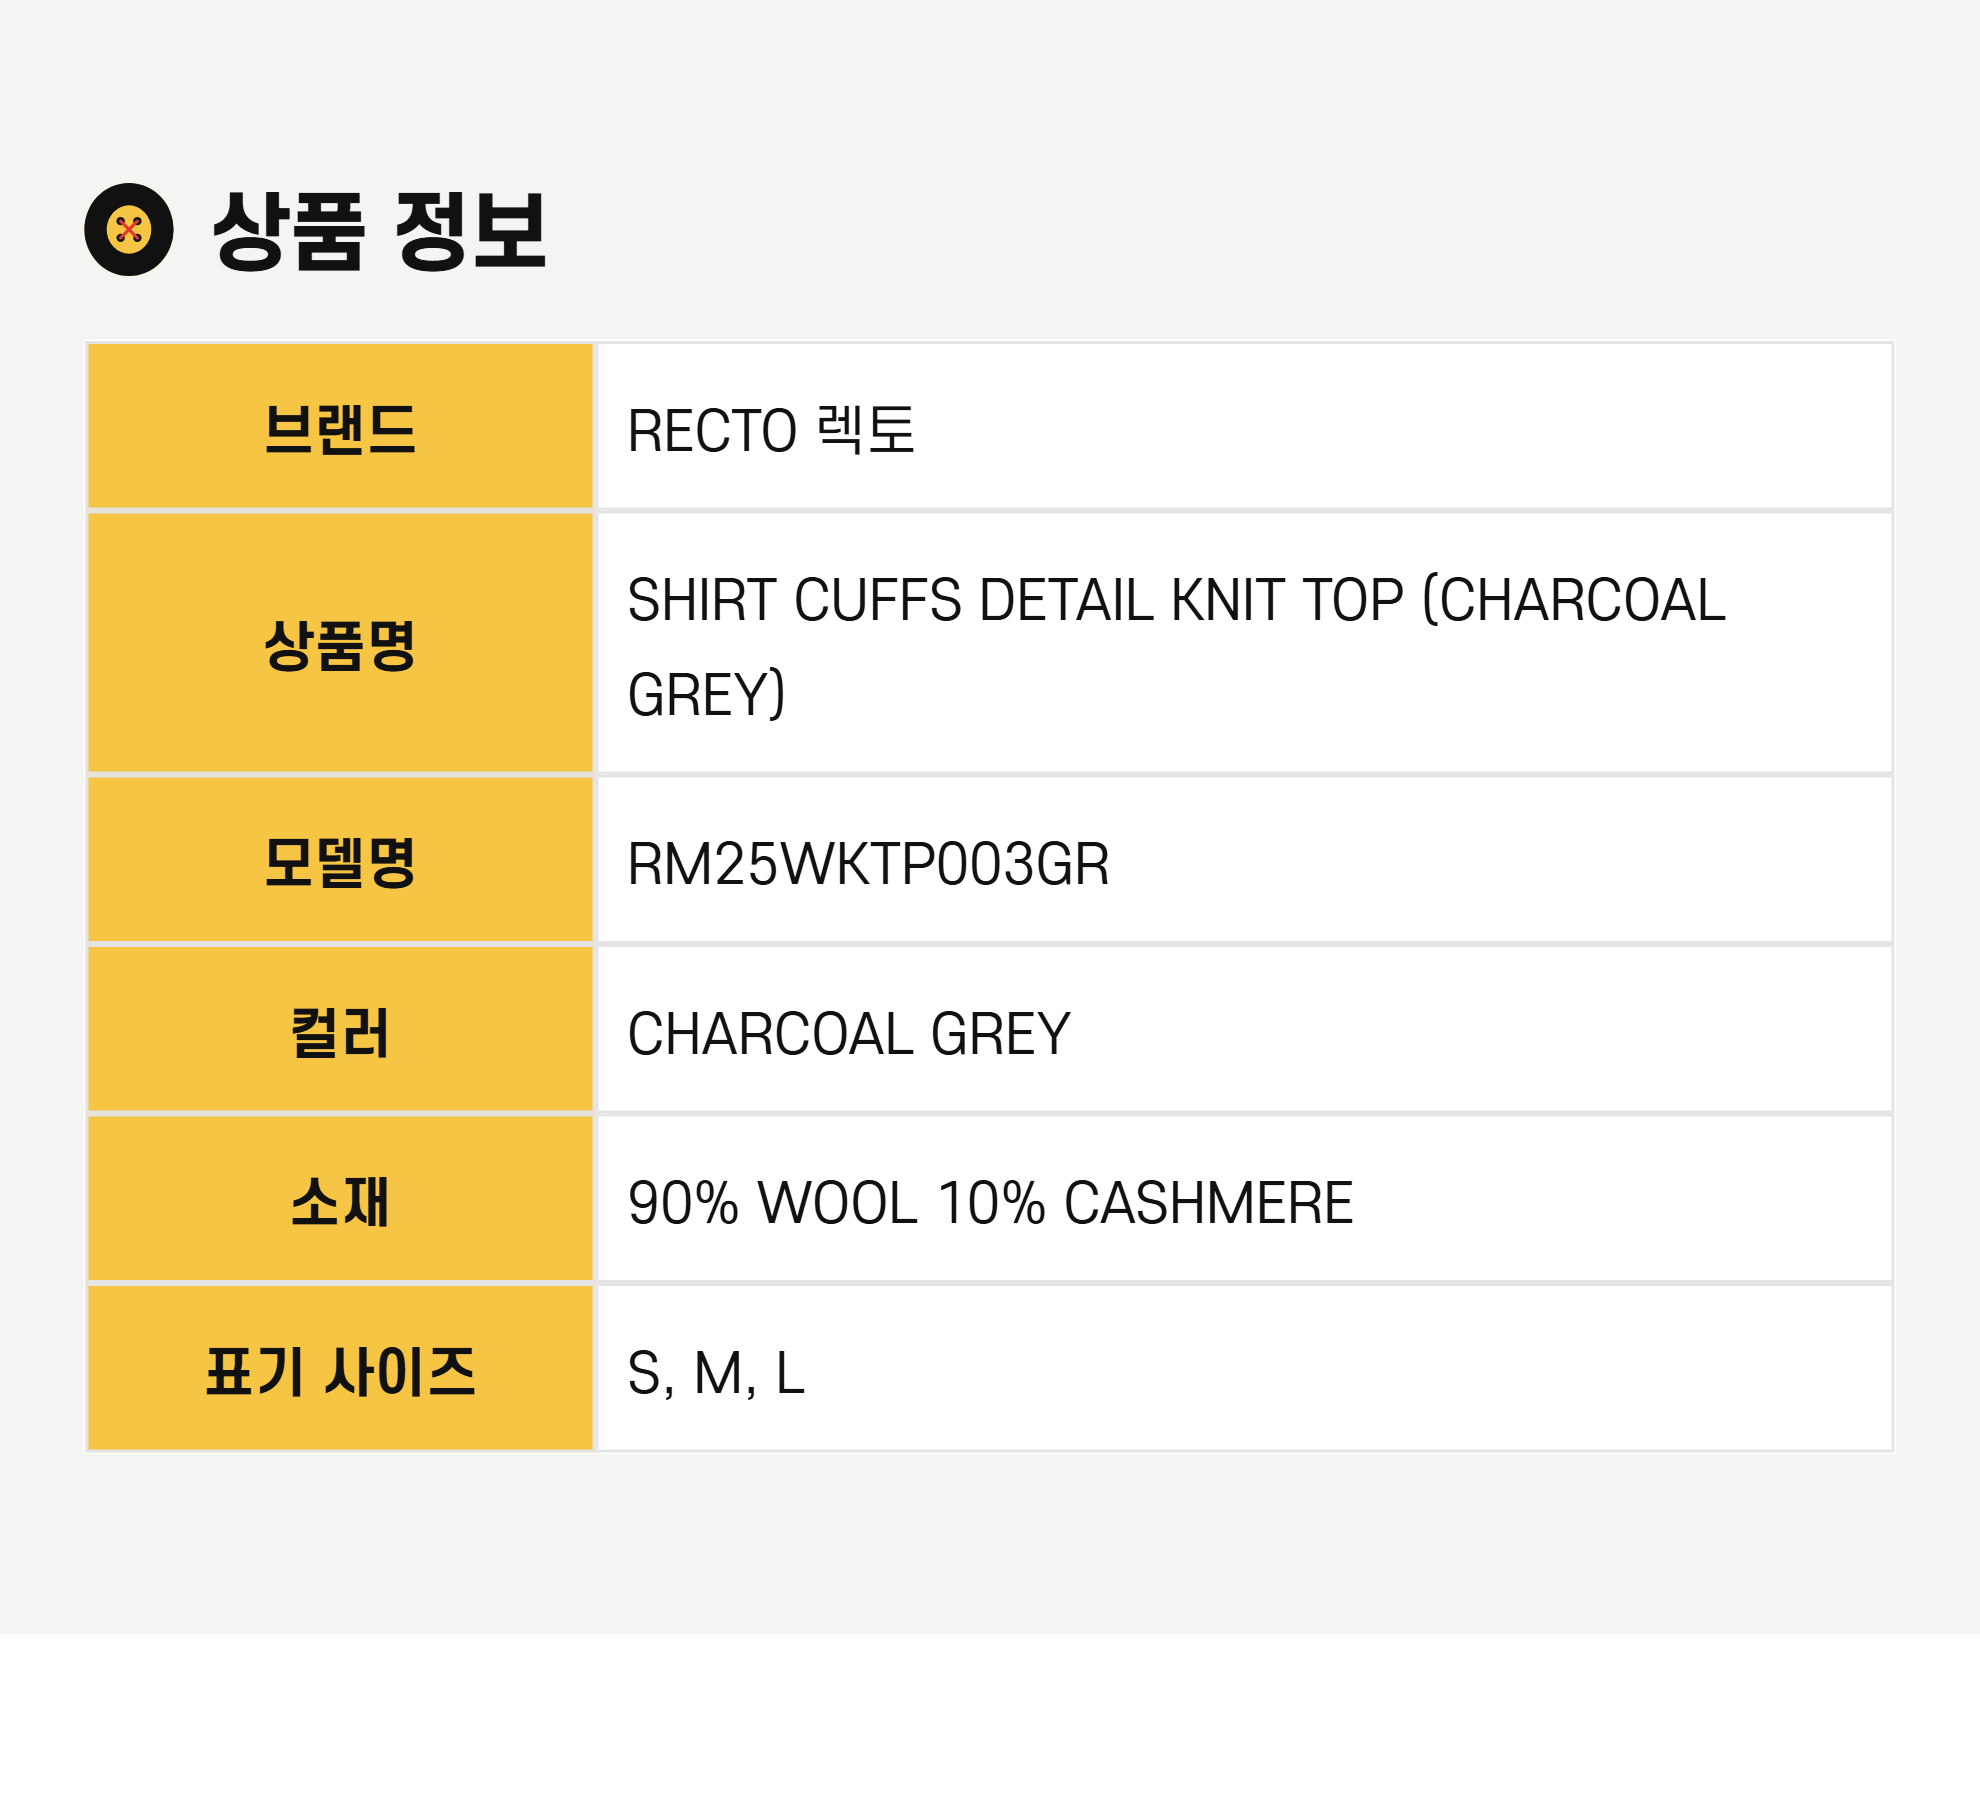 상품 정보
브랜드
RECTO 렉토
상품명
SHIRT CUFFS DETAIL KNIT TOP (CHARCOAL
GREY)
모델명
RM25WKTP003GR
컬러
CHARCOAL GREY
소재
90% WOOL 10% CASHMERE
표기 사이즈
S, M, L